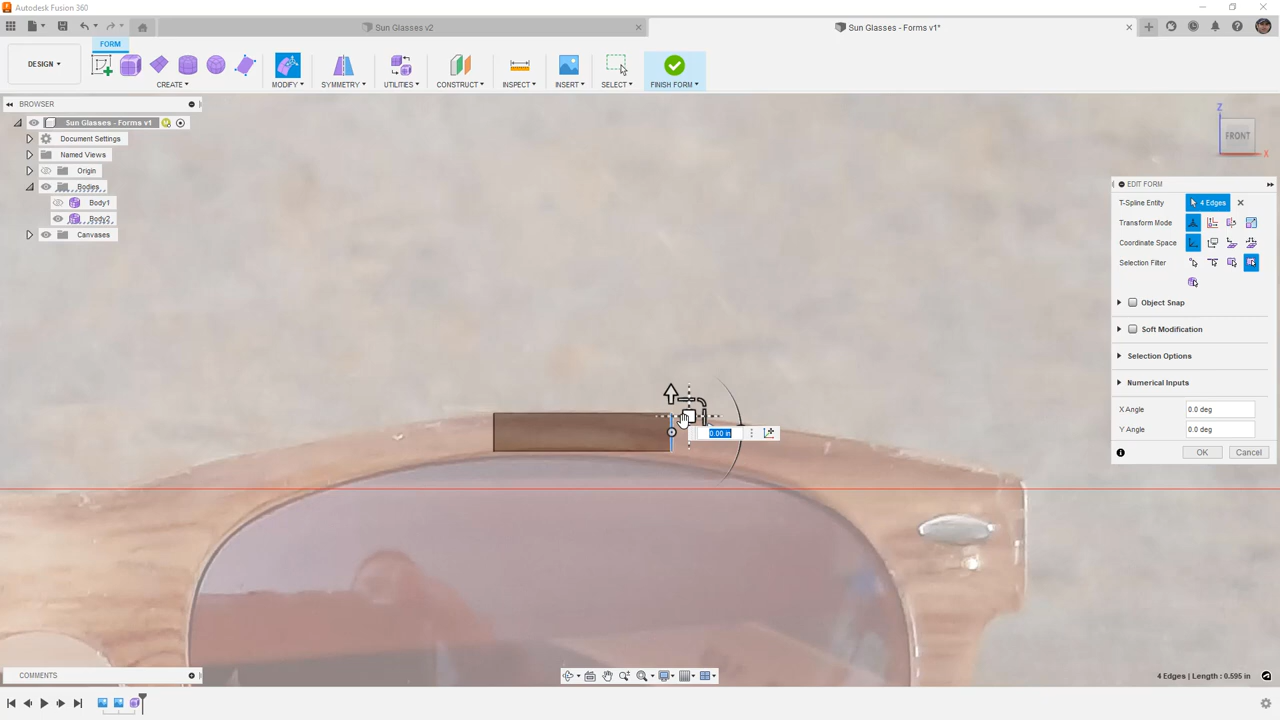 Autodesk Fusion 360
Sun Glasses v2
Sun Glasses - Forms v1*
FORM
DESIGN
CREATE
MODIFY
SYMMETRY
UTILITIES
CONSTRUCT
INSPECT
INSERT
SELECT
FINISH FORM
BROWSER
Sun Glasses - Forms v1
Document Settings
Named Views
Origin
Bodies
Body1
Body2
Canvases
Z
FRONT
X
EDIT FORM
T-Spline Entity
4 Edges
Transform Mode
Coordinate Space
Selection Filter
Object Snap
Soft Modification
Selection Options
Numerical Inputs
X Angle
0.0 deg
Y Angle
0.0 deg
OK
Cancel
0.00 in
COMMENTS
4 Edges | Length : 0.595 in